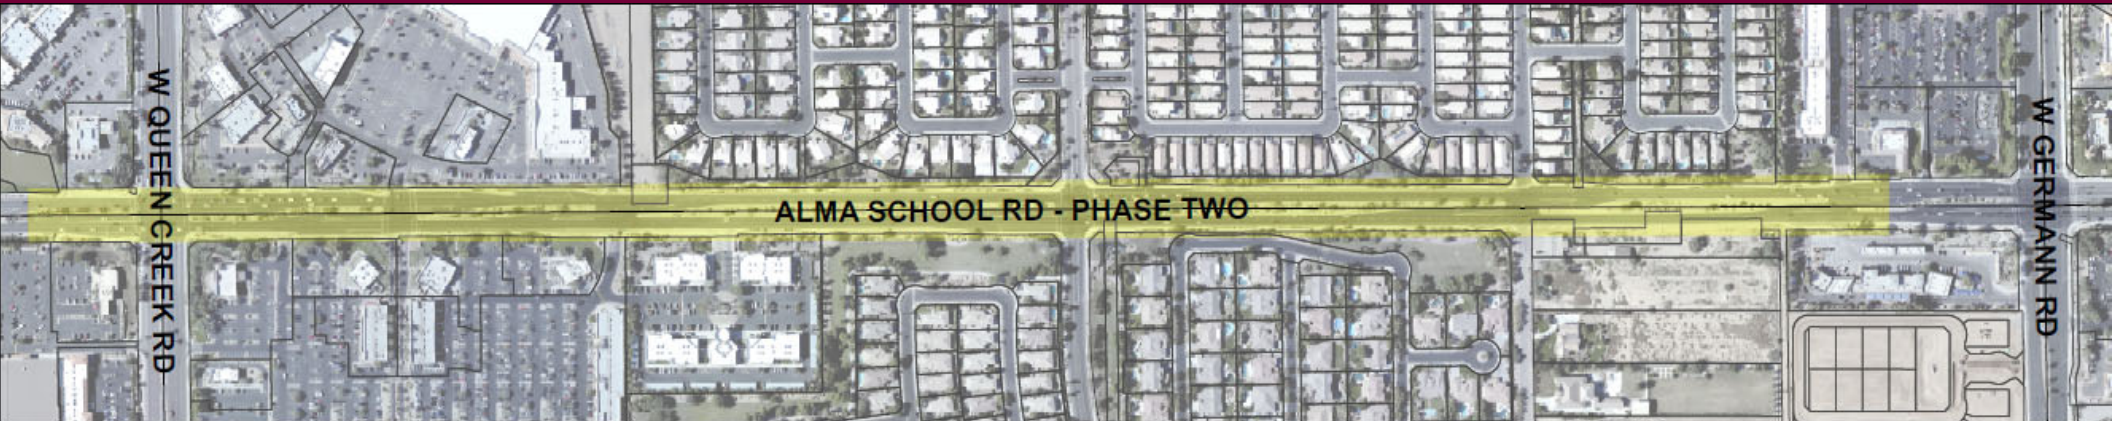 W QUEEN CREEK RD
ALMA SCHOOL RD - PHASE TWO
W GERMANN RD